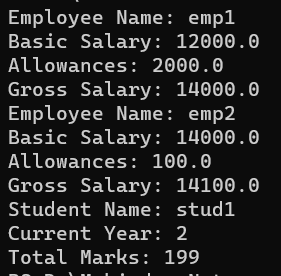 Employee Name: emp1
Basic Salary: 12000.0
Allowances: 2000.0
Gross Salary: 14000.0
Employee Name: emp2
Basic Salary: 14000.0
Allowances: 100.0
Gross Salary: 14100.0
Student Name: stud1
Current Year: 2
Total Marks: 199